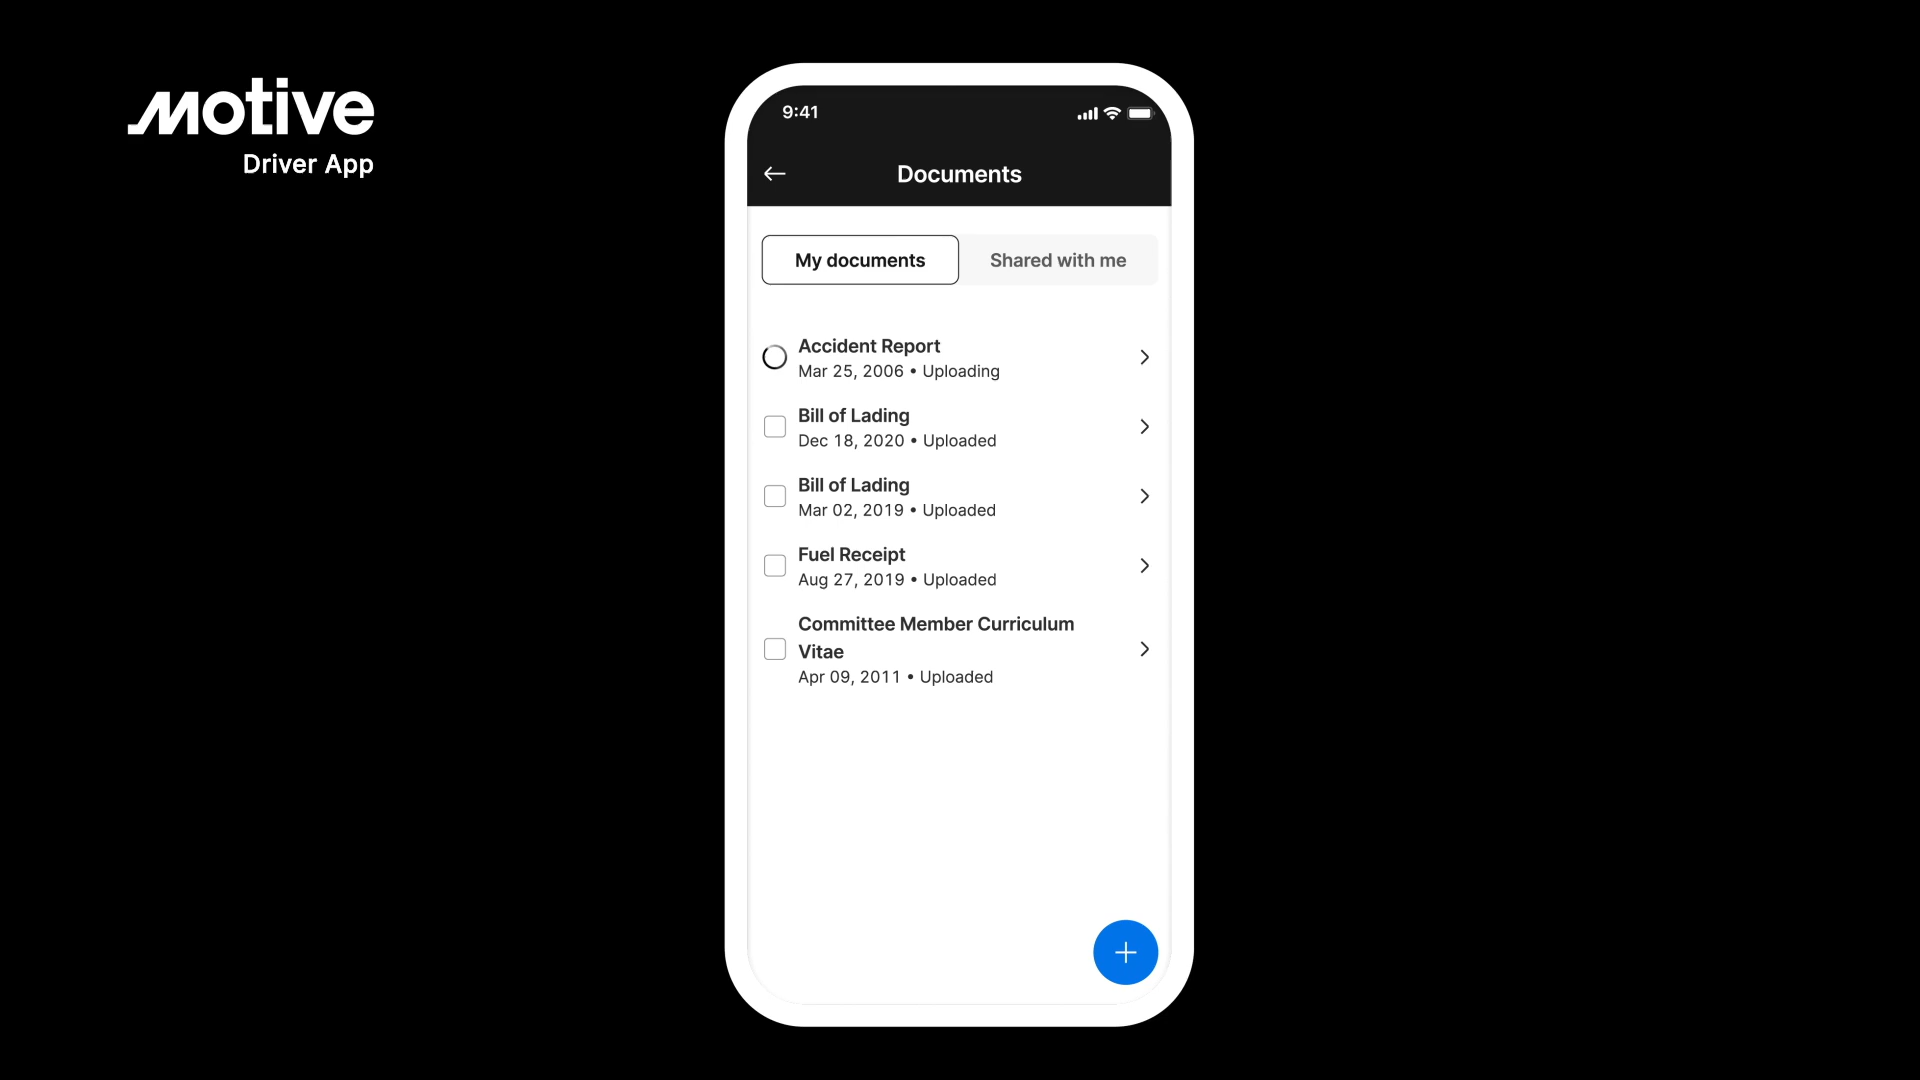 motive
Driver App
9:41
Documents
My documents
Shared with me
Accident Report
Mar 25, 2006 • Uploading
Bill of Lading
Dec 18, 2020 • Uploaded
Bill of Lading
Mar 02, 2019 • Uploaded
Fuel Receipt
Aug 27, 2019 • Uploaded
Committee Member Curriculum
Vitae
Apr 09, 2011 • Uploaded